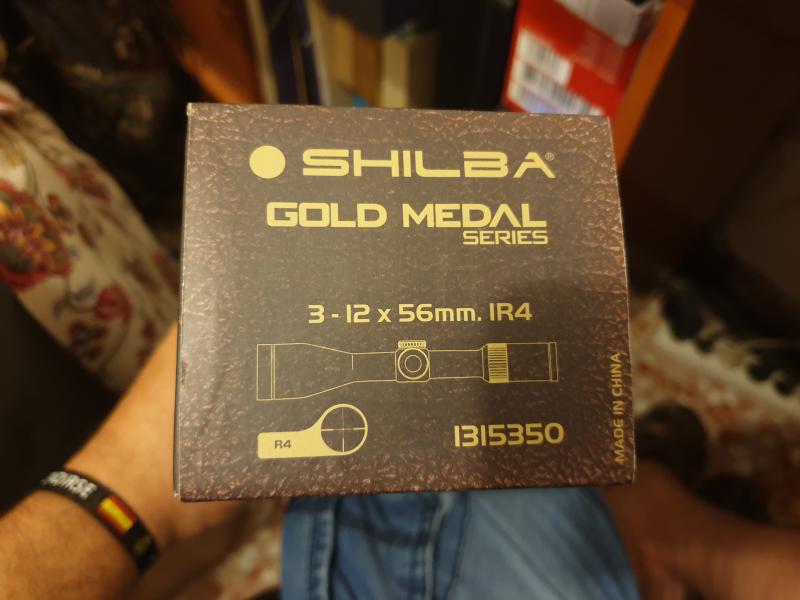 SHILBA®
GOLD MEDAL
SERIES
3 - 12 x 56mm. IR4
R4
1315350
MADE IN CHINA